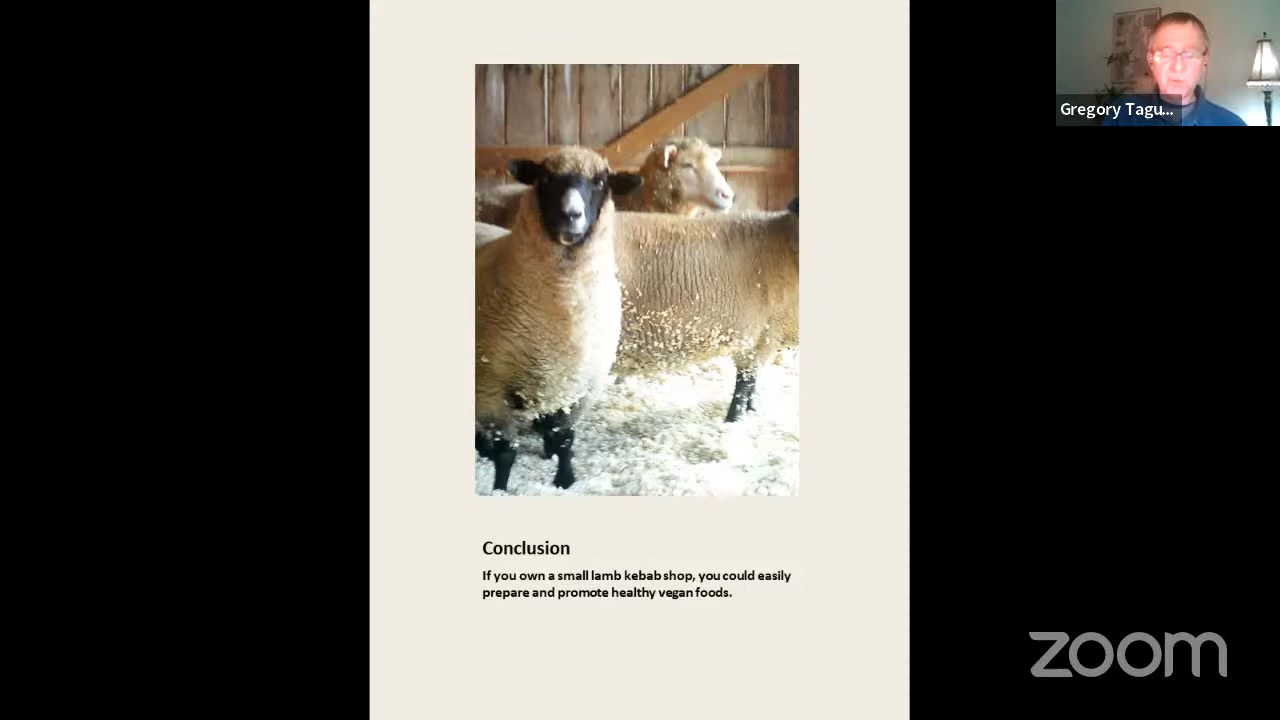 Gregory Tagu...
Conclusion
If you own a small lamb kebab shop, you could easily
prepare and promote healthy vegan foods.
zoom